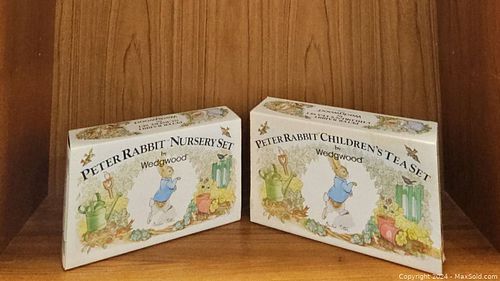 PETER RABBIT NURSERY SET
by
Wedgwood
PETER RABBIT CHILDREN'S TEA SET
by
Wedgwood
Copyright 2024 - MaxSold.com